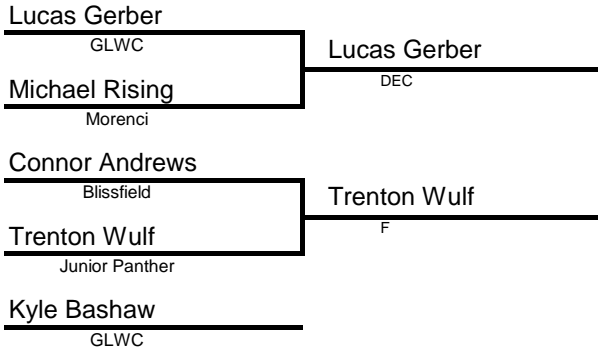 Lucas Gerber
GLWC
Lucas Gerber
DEC
Michael Rising
Morenci
Connor Andrews
Blissfield
Trenton Wulf
F
Trenton Wulf
Junior Panther
Kyle Bashaw
GLWC